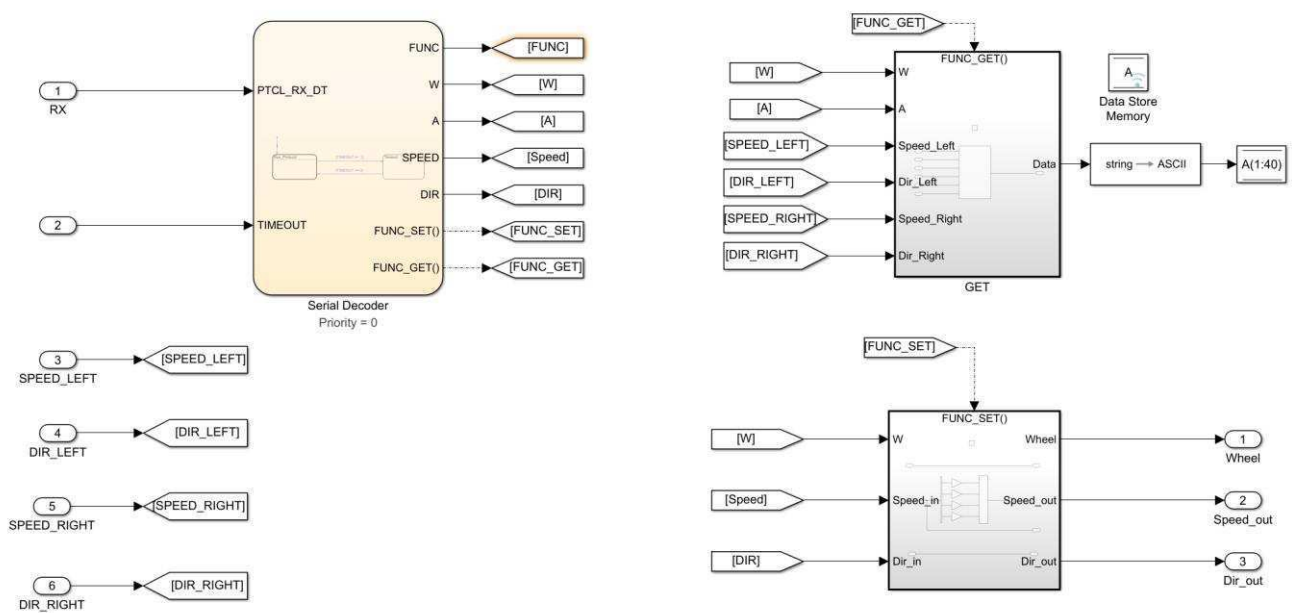 1
RX
2
PTCL_RX_DT
TIMEOUT
FUNC
W
A
SPEED
DIR
FUNC_SET()
FUNC_GET()
Serial Decoder
Priority = 0
[FUNC]
[W]
[A]
[Speed]
[DIR]
[FUNC_SET]
[FUNC_GET]
3
SPEED_LEFT
[SPEED_LEFT]
4
DIR_LEFT
[DIR_LEFT]
5
SPEED_RIGHT
[SPEED_RIGHT]
6
DIR_RIGHT
[DIR_RIGHT]
[FUNC_GET]
[W]
[A]
[SPEED_LEFT]
[DIR_LEFT]
[SPEED_RIGHT]
[DIR_RIGHT]
FUNC_GET()
W
A
Speed_Left
Dir_Left
Speed_Right
Dir_Right
Data
GET
A
Data Store
Memory
string → ASCII
A(1:40)
[FUNC_SET]
[W]
[Speed]
[DIR]
FUNC_SET()
W
Speed_in
Dir_in
Wheel
Speed_out
Dir_out
1
Wheel
2
Speed_out
3
Dir_out